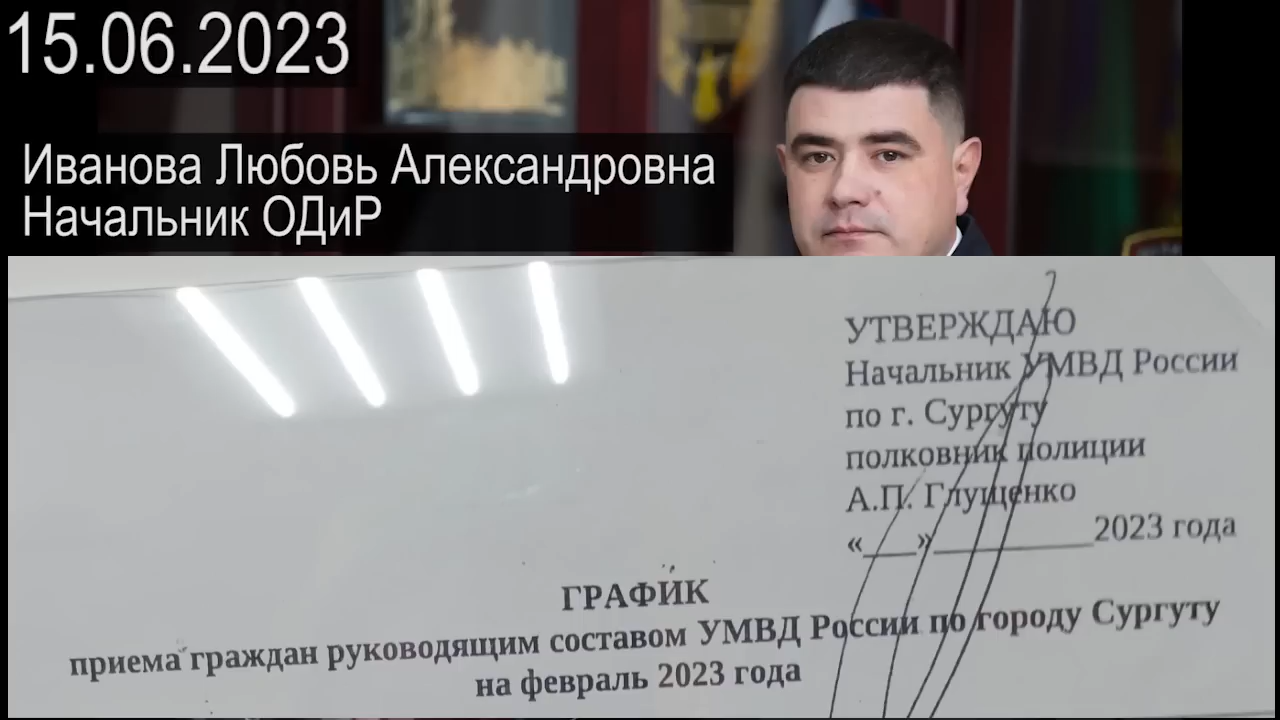 15.06.2023
Иванова Любовь Александровна
Начальник ОДиР
УТВЕРЖДАЮ
Начальник УМВД России
по г. Сургуту
полковник полиции
А.П. Глущенко
«___»__________2023 года
ГРАФИК
приема граждан руководящим составом УМВД России по городу Сургуту
на февраль 2023 года